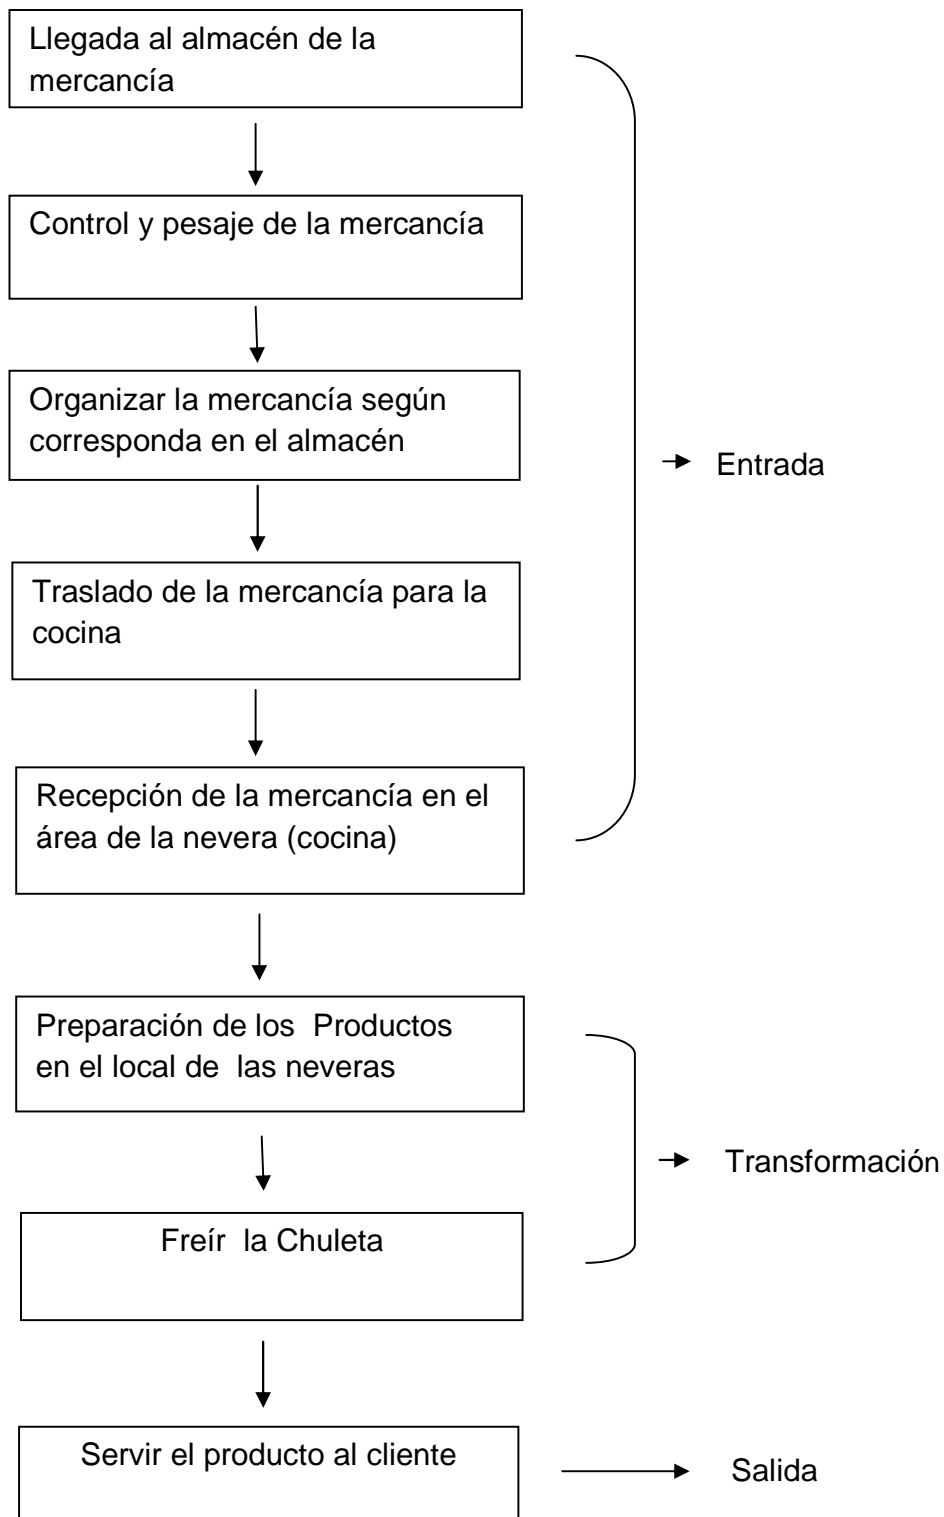 Llegada al almacén de la
mercancía
Control y pesaje de la mercancía
Organizar la mercancía según
corresponda en el almacén
Entrada
Traslado de la mercancía para la
cocina
Recepción de la mercancía en el
área de la nevera (cocina)
Preparación de los  Productos
en el local de  las neveras
Transformación
Freír  la Chuleta
Servir el producto al cliente
Salida